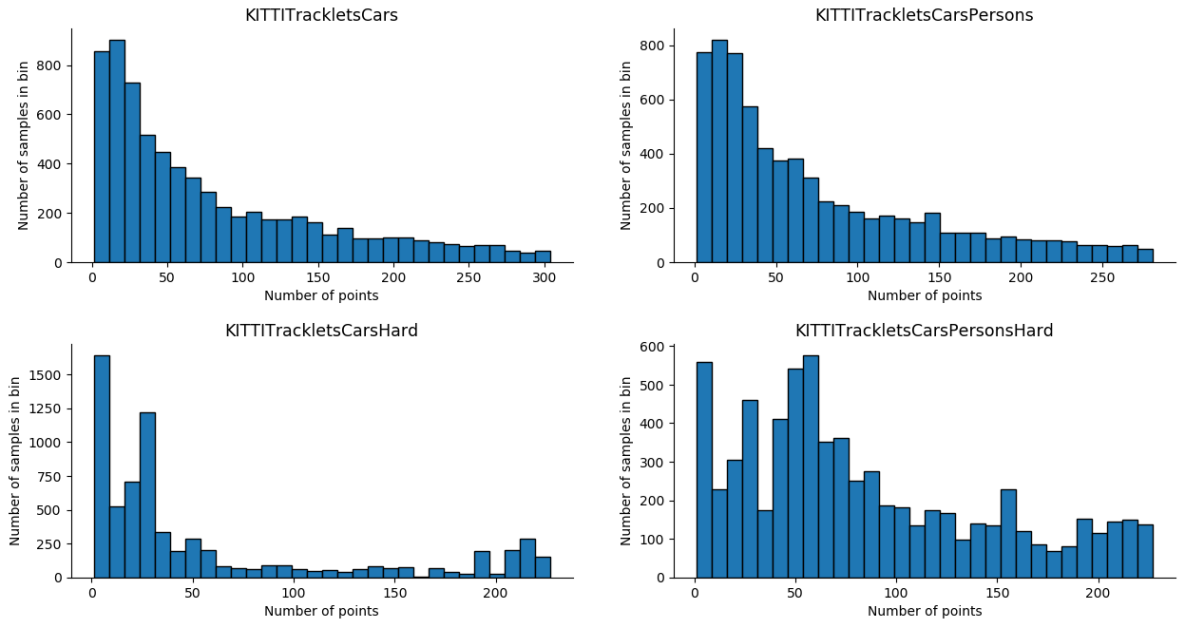 KITTITrackletsCars
Number of samples in bin
800
600
400
200
0
0 50 100 150 200 250 300
Number of points
KITTITrackletsCarsPersons
Number of samples in bin
800
600
400
200
0
0 50 100 150 200 250
Number of points
KITTITrackletsCarsHard
Number of samples in bin
1500
1250
1000
750
500
250
0
0 50 100 150 200
Number of points
KITTITrackletsCarsPersonsHard
Number of samples in bin
600
500
400
300
200
100
0
0 50 100 150 200
Number of points